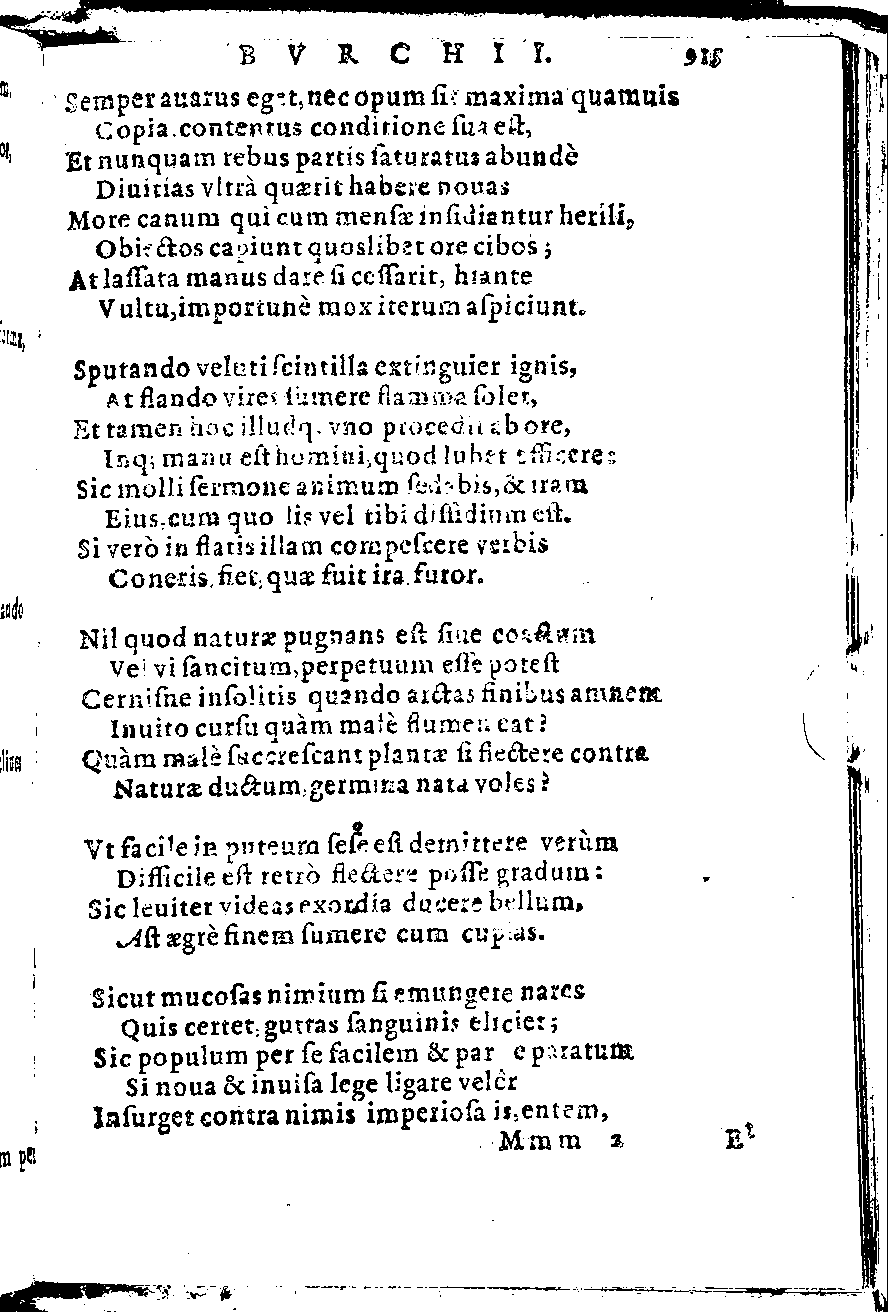 BVRCHII. 915
Semper auarus eget, nec opum sit maxima quamuis
Copia, contentus conditione sua est,
Et nunquam rebus partis saturatus abundè
Diuitias vltrà quærit habere nouas
More canum qui cum mensæ insidiantur herili,
Obiectos capiunt quoslibet ore cibos;
At lassata manus dare si cessarit, hiante
Vultu, importunè mox iterum aspiciunt.
Sputando veluti scintilla extinguier ignis,
At flando vires sumere flamma solet,
Et tamen hoc illudq; vno procedit ab ore,
Inq; manu est homini, quod lubet efficere:
Sic molli sermone animum sedabis, & iram
Eius, cum quo lis vel tibi dissidium est.
Si verò inflatis illam compescere verbis
Coneris, fiet, quæ fuit ira, furor.
Nil quod naturæ pugnans est siue coactum
Vel vi sancitum, perpetuum esse potest
Cernisne insolitis quando arctas finibus amnem
Inuito cursu quàm malè flumen eat?
Quàm malè succrescant plantæ si flectere contra
Naturæ ductum, germina nata voles?
Vt facile in puteum sese est demittere verùm
Difficile est retrò flectere posse gradum:
Sic leuiter videas exordia ducere bellum,
Ast ægrè finem sumere cum cupias.
Sicut mucosas nimium si emungere nares
Quis certet, guttas sanguinis eliciet;
Sic populum per se facilem & par e paratum
Si noua & inuisa lege ligare velêr
Insurget contra nimis imperiosa
Mmm 2 Et